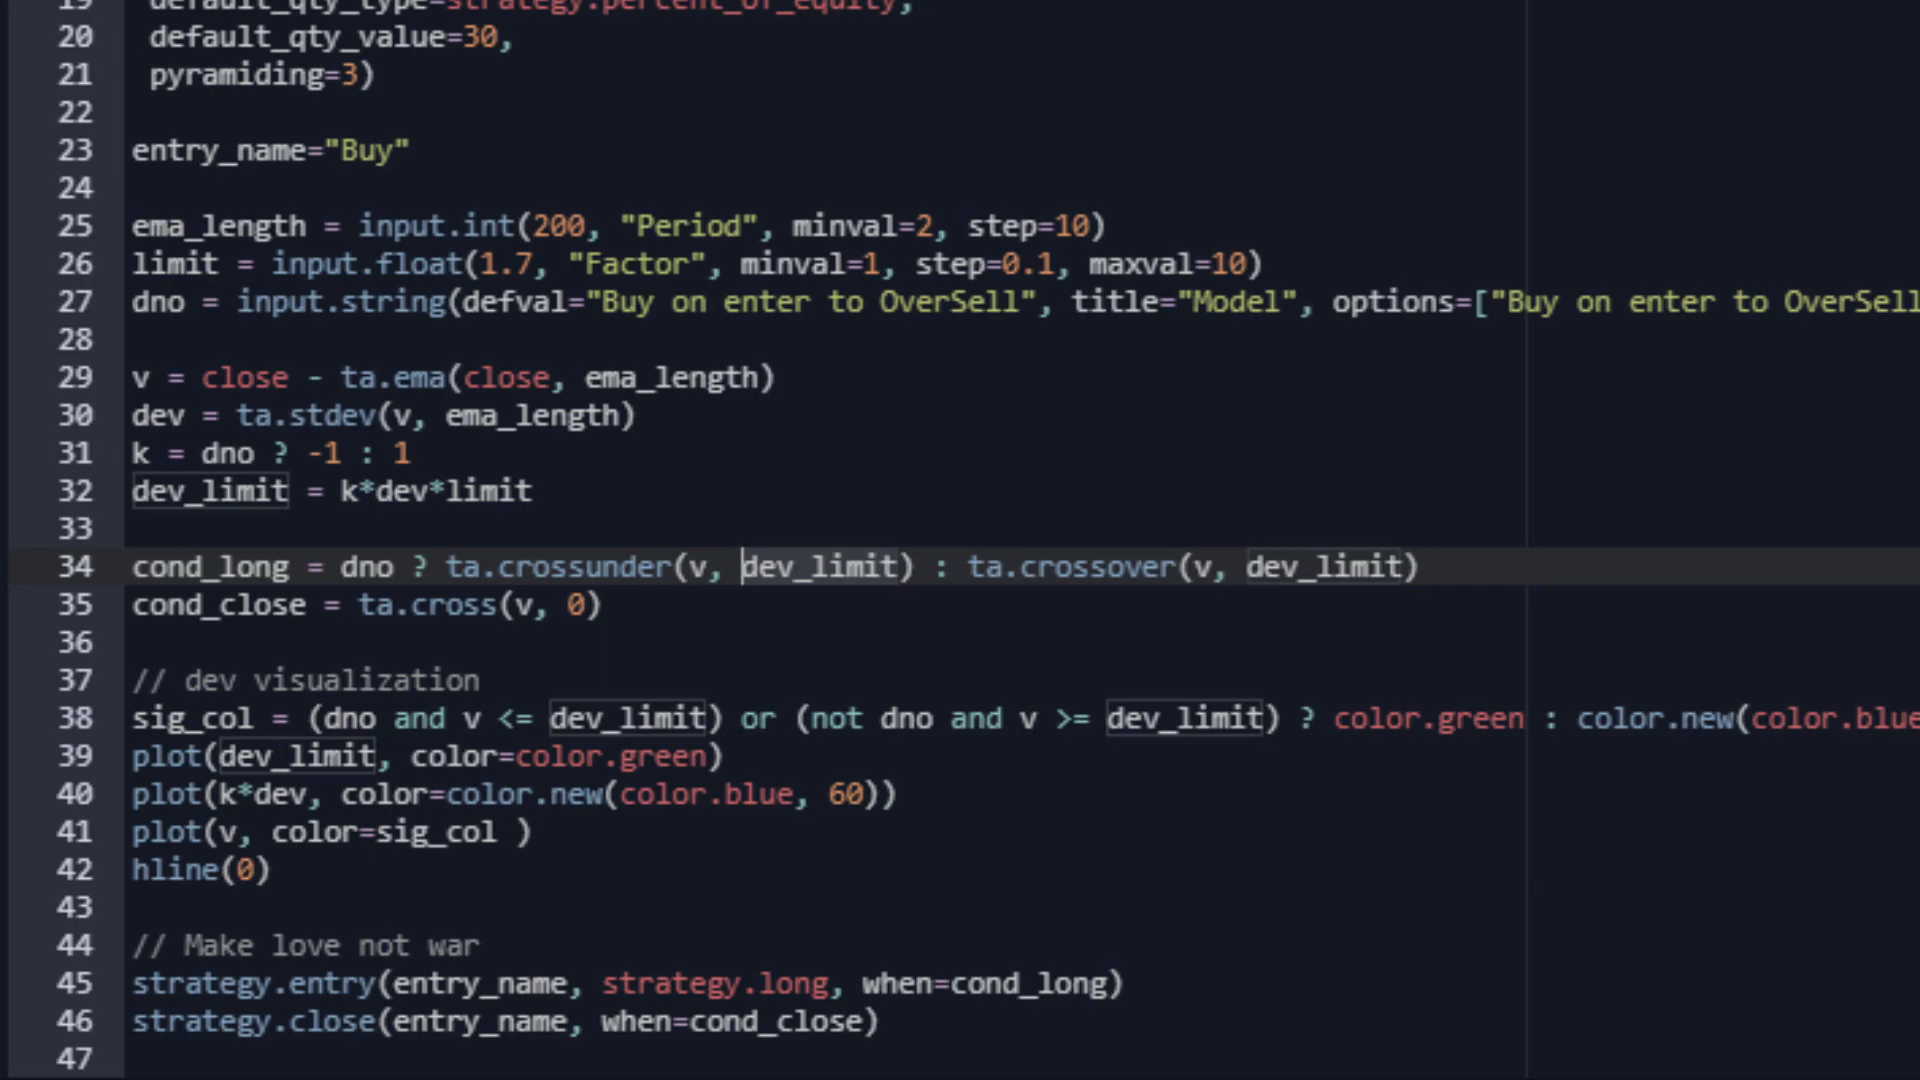 19 default_qty_type=strategy.percent_of_equity,
20 default_qty_value=30,
21 pyramiding=3)
22
23 entry_name="Buy"
24
25 ema_length = input.int(200, "Period", minval=2, step=10)
26 limit = input.float(1.7, "Factor", minval=1, step=0.1, maxval=10)
27 dno = input.string(defval="Buy on enter to OverSell", title="Model", options=["Buy on enter to OverSell
28
29 v = close - ta.ema(close, ema_length)
30 dev = ta.stdev(v, ema_length)
31 k = dno ? -1 : 1
32 dev_limit = k*dev*limit
33
34 cond_long = dno ? ta.crossunder(v, dev_limit) : ta.crossover(v, dev_limit)
35 cond_close = ta.cross(v, 0)
36
37 // dev visualization
38 sig_col = (dno and v <= dev_limit) or (not dno and v >= dev_limit) ? color.green : color.new(color.blue
39 plot(dev_limit, color=color.green)
40 plot(k*dev, color=color.new(color.blue, 60))
41 plot(v, color=sig_col )
42 hline(0)
43
44 // Make love not war
45 strategy.entry(entry_name, strategy.long, when=cond_long)
46 strategy.close(entry_name, when=cond_close)
47